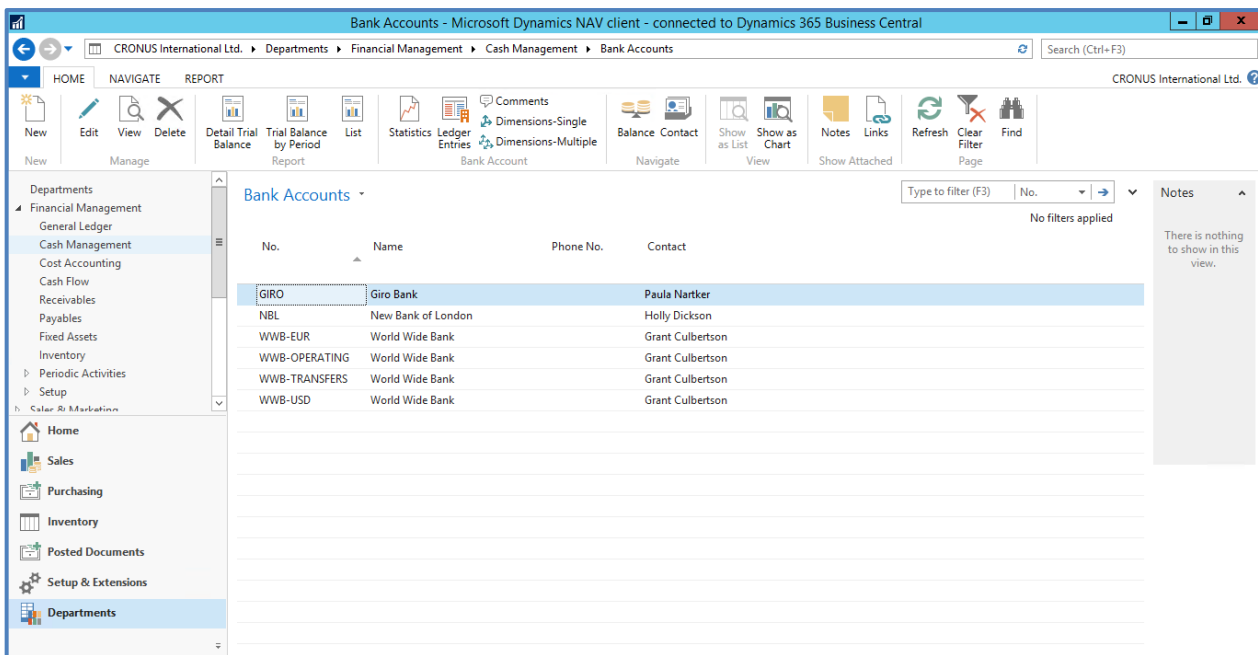 Bank Accounts - Microsoft Dynamics NAV client - connected to Dynamics 365 Business Central
CRONUS International Ltd. Departments Financial Management Cash Management Bank Accounts
Search (Ctrl+F3)
HOME NAVIGATE REPORT
CRONUS International Ltd.
New
New
Edit View Delete
Manage
Detail Trial Balance
Trial Balance by Period
List
Report
Statistics
Ledger Entries
Comments
Dimensions-Single
Dimensions-Multiple
Bank Account
Balance Contact
Navigate
Show as List
Show as Chart
View
Notes Links
Show Attached
Refresh
Clear Filter
Find
Page
Departments
Financial Management
General Ledger
Cash Management
Cost Accounting
Cash Flow
Receivables
Payables
Fixed Assets
Inventory
Periodic Activities
Setup
Sales & Marketing
Home
Sales
Purchasing
Inventory
Posted Documents
Setup & Extensions
Departments
Bank Accounts
Type to filter (F3) No.
No filters applied
No. Name Phone No. Contact
GIRO Giro Bank Paula Nartker
NBL New Bank of London Holly Dickson
WWB-EUR World Wide Bank Grant Culbertson
WWB-OPERATING World Wide Bank Grant Culbertson
WWB-TRANSFERS World Wide Bank Grant Culbertson
WWB-USD World Wide Bank Grant Culbertson
Notes
There is nothing
to show in this
view.